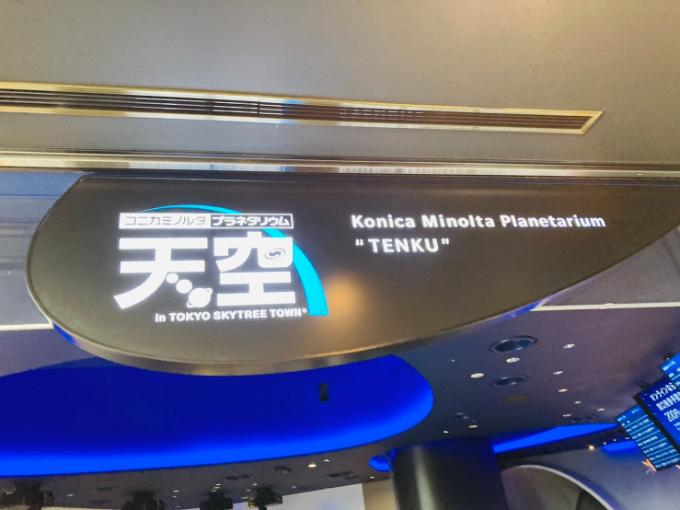 コニカミノルタ プラネタリウム
天空
in TOKYO SKYTREE TOWN®
Konica Minolta Planetarium
"TENKU"